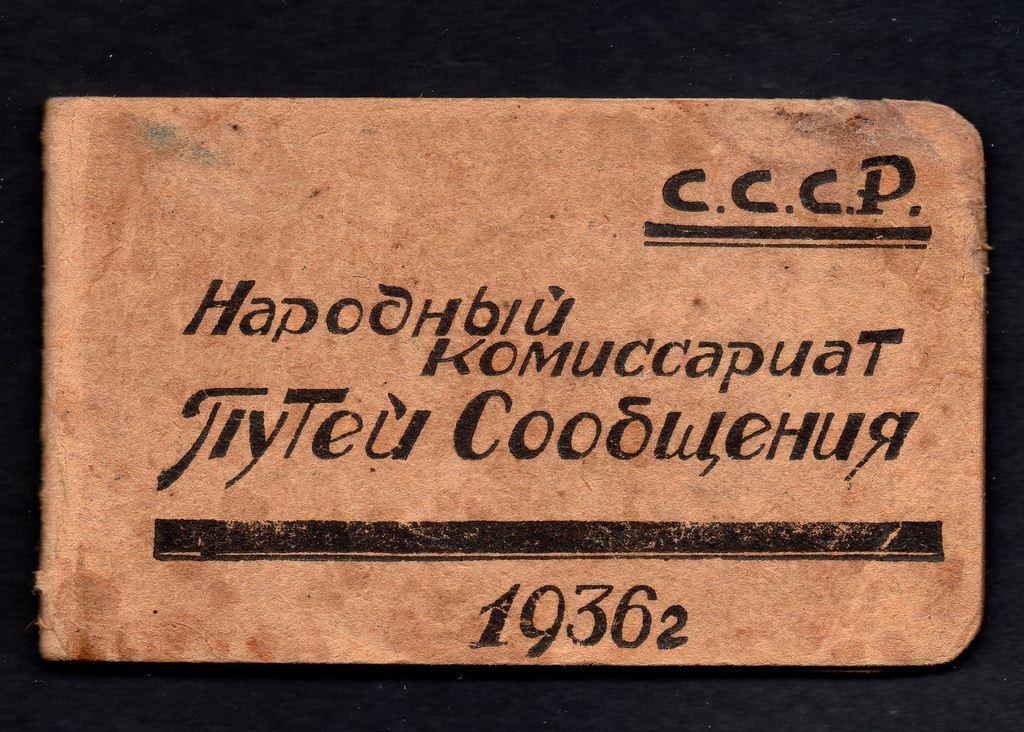 С.С.С.Р.
Народный
комиссариат
Путей Сообщения
1936г